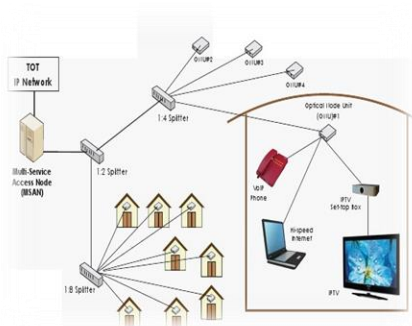 TOT
IP Network
Multi-Service
Access Node
(MSAN)
1:2 Splitter
1:4 Splitter
ONU#2
ONU#3
ONU#4
Optical Node Unit
(ONU)#1
VoIP
Phone
Hi-speed
Internet
IPTV
Set-top Box
IPTV
1:8 Splitter